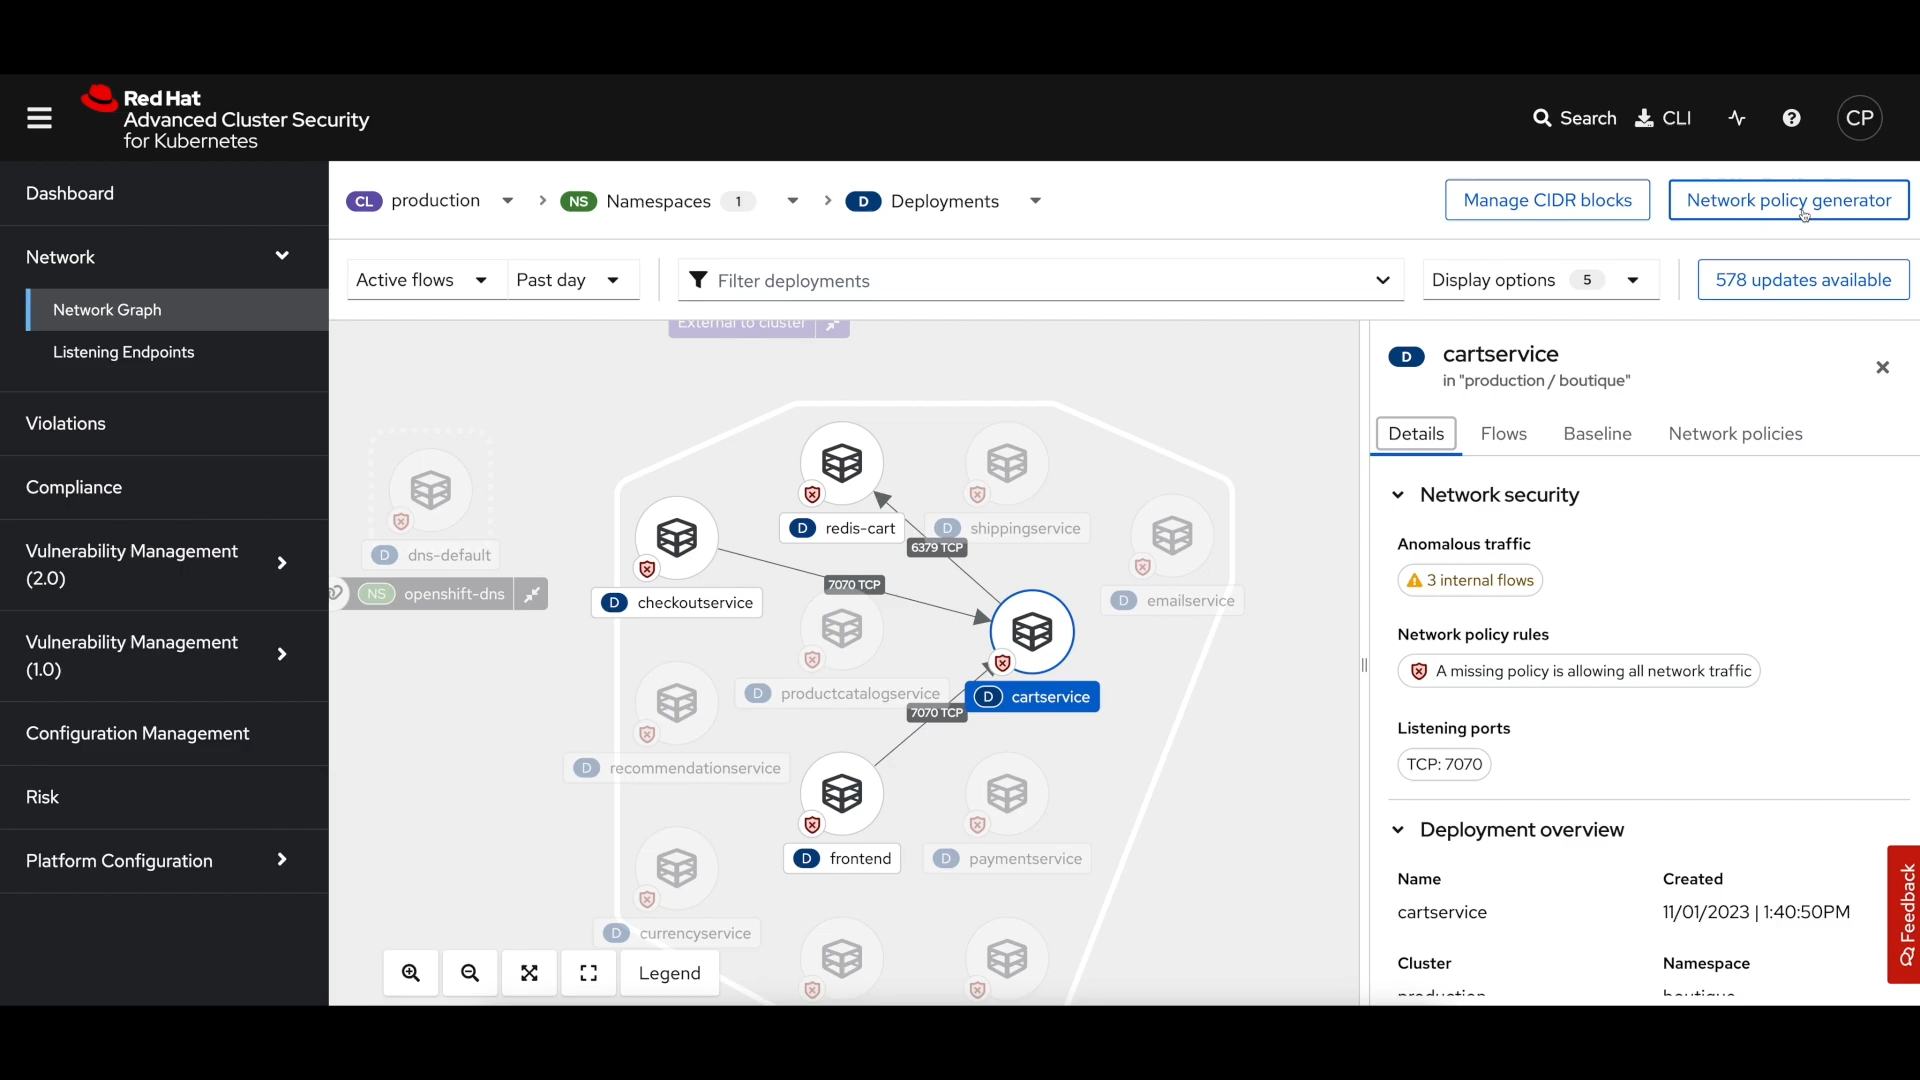 Red Hat
Advanced Cluster Security
for Kubernetes
Search
CLI
CP
Dashboard
Network
Network Graph
Listening Endpoints
Violations
Compliance
Vulnerability Management
(2.0)
Vulnerability Management
(1.0)
Configuration Management
Risk
Platform Configuration
CL production
NS Namespaces 1
D Deployments
Manage CIDR blocks
Network policy generator
Active flows
Past day
Filter deployments
Display options 5
578 updates available
External to cluster
D dns-default
NS openshift-dns
D redis-cart
D shippingservice
6379 TCP
7070 TCP
D checkoutservice
D emailservice
D productcatalogservice
D cartservice
7070 TCP
D recommendationservice
D frontend
D paymentservice
D currencyservice
Legend
D cartservice
in "production / boutique"
Details
Flows
Baseline
Network policies
Network security
Anomalous traffic
3 internal flows
Network policy rules
A missing policy is allowing all network traffic
Listening ports
TCP: 7070
Deployment overview
Name
Created
cartservice
11/01/2023 | 1:40:50PM
Cluster
Namespace
production
boutique
Feedback